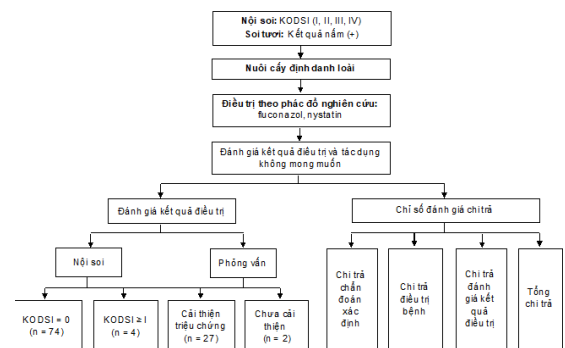 Nội soi: KODSI (I, II, III, IV)
Soi tươi: Kết quả nấm (+)
Nuôi cấy định danh loài
Điều trị theo phác đồ nghiên cứu:
fluconazol, nystatin
Đánh giá kết quả điều trị và tác dụng
không mong muốn
Đánh giá kết quả điều trị
Chỉ số đánh giá chi trả
Nội soi
Phỏng vấn
KODSI = 0
(n = 74)
KODSI ≥ I
(n = 4)
Cải thiện
triệu chứng
(n = 27)
Chưa cải
thiện
(n = 2)
Chi trả
chẩn
đoán
xác
định
Chi trả
điều trị
bệnh
Chi trả
đánh giá
kết quả
điều trị
Tổng
chi trả